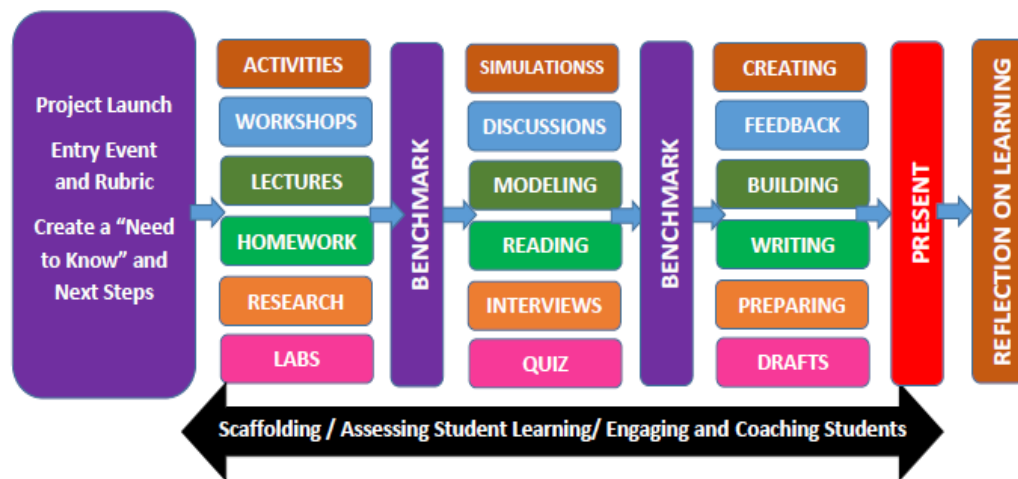 Project Launch
Entry Event
and Rubric
Create a “Need
to Know” and
Next Steps
ACTIVITIES
WORKSHOPS
LECTURES
HOMEWORK
RESEARCH
LABS
BENCHMARK
SIMULATIONSS
DISCUSSIONS
MODELING
READING
INTERVIEWS
QUIZ
BENCHMARK
CREATING
FEEDBACK
BUILDING
WRITING
PREPARING
DRAFTS
PRESENT
REFLECTION ON LEARNING
Scaffolding / Assessing Student Learning/ Engaging and Coaching Students